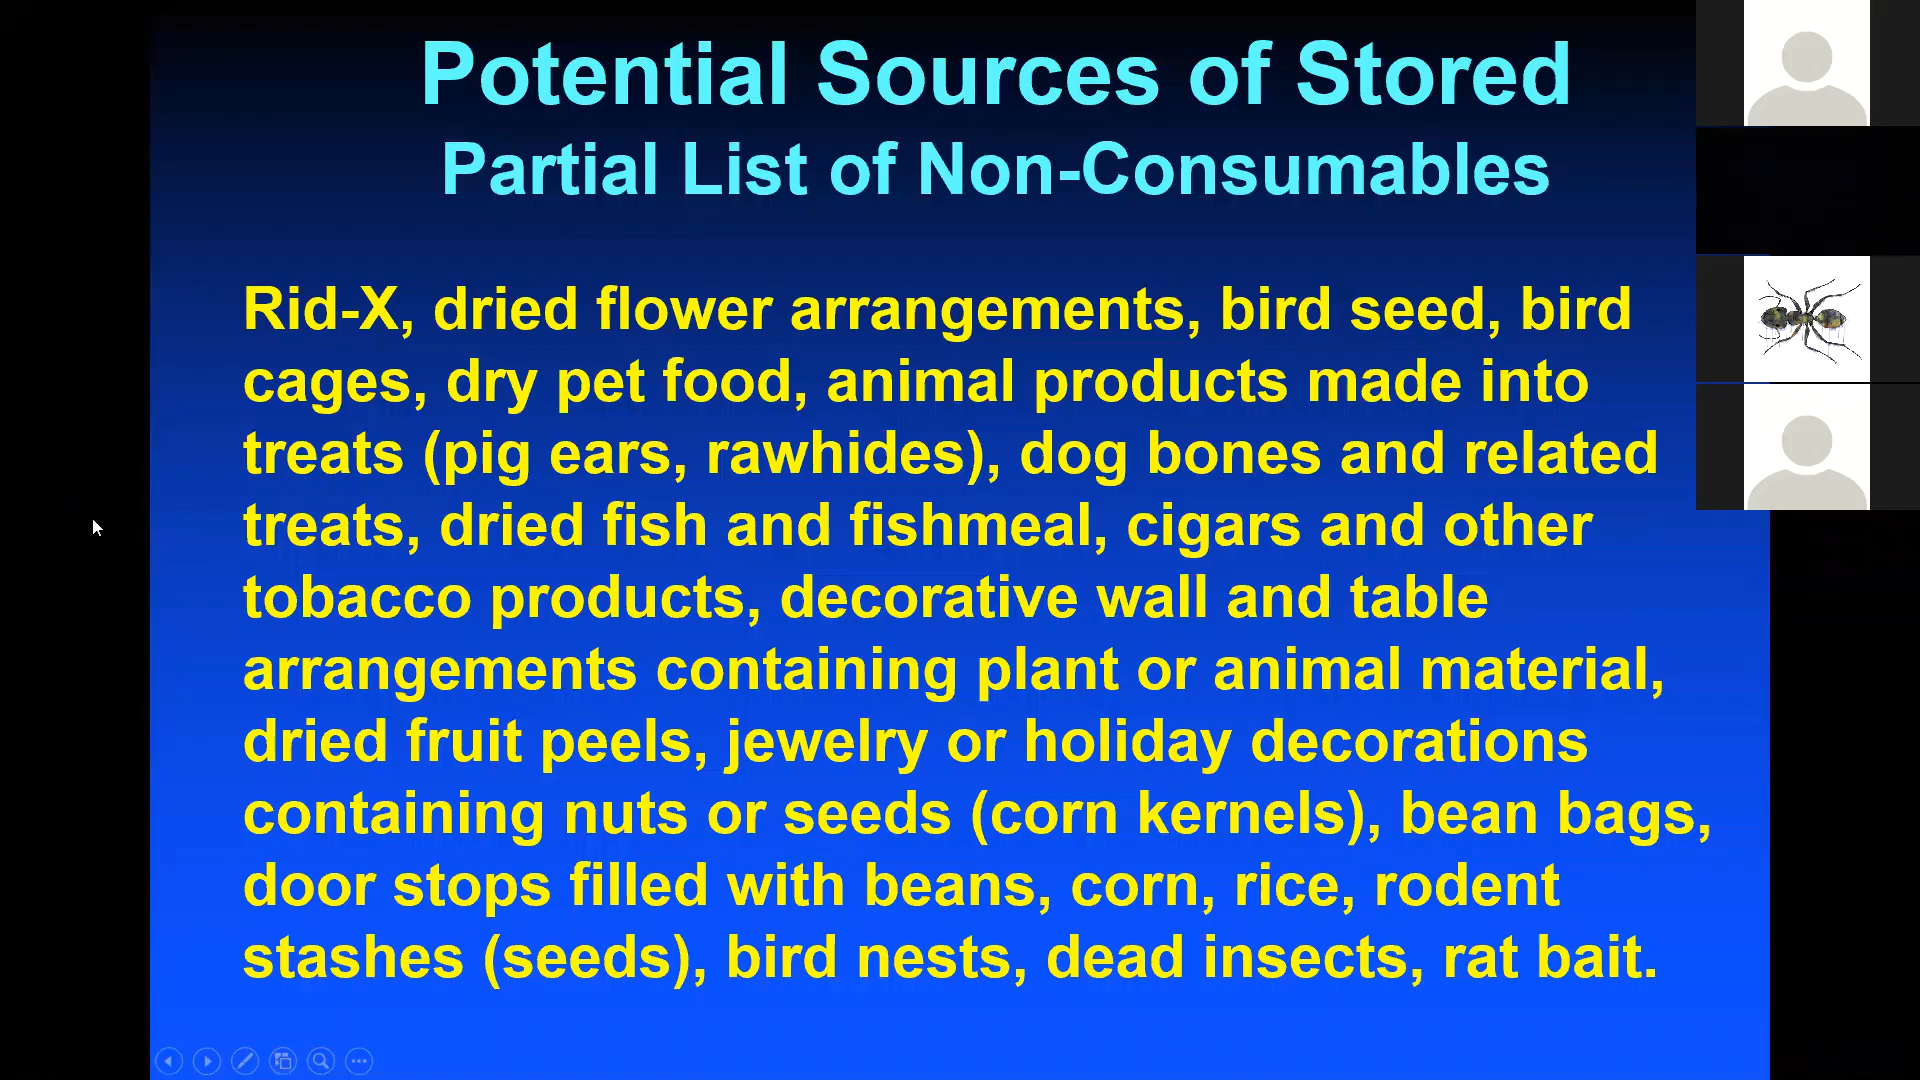 Potential Sources of Stored
Partial List of Non-Consumables
Rid-X, dried flower arrangements, bird seed, bird
cages, dry pet food, animal products made into
treats (pig ears, rawhides), dog bones and related
treats, dried fish and fishmeal, cigars and other
tobacco products, decorative wall and table
arrangements containing plant or animal material,
dried fruit peels, jewelry or holiday decorations
containing nuts or seeds (corn kernels), bean bags,
door stops filled with beans, corn, rice, rodent
stashes (seeds), bird nests, dead insects, rat bait.